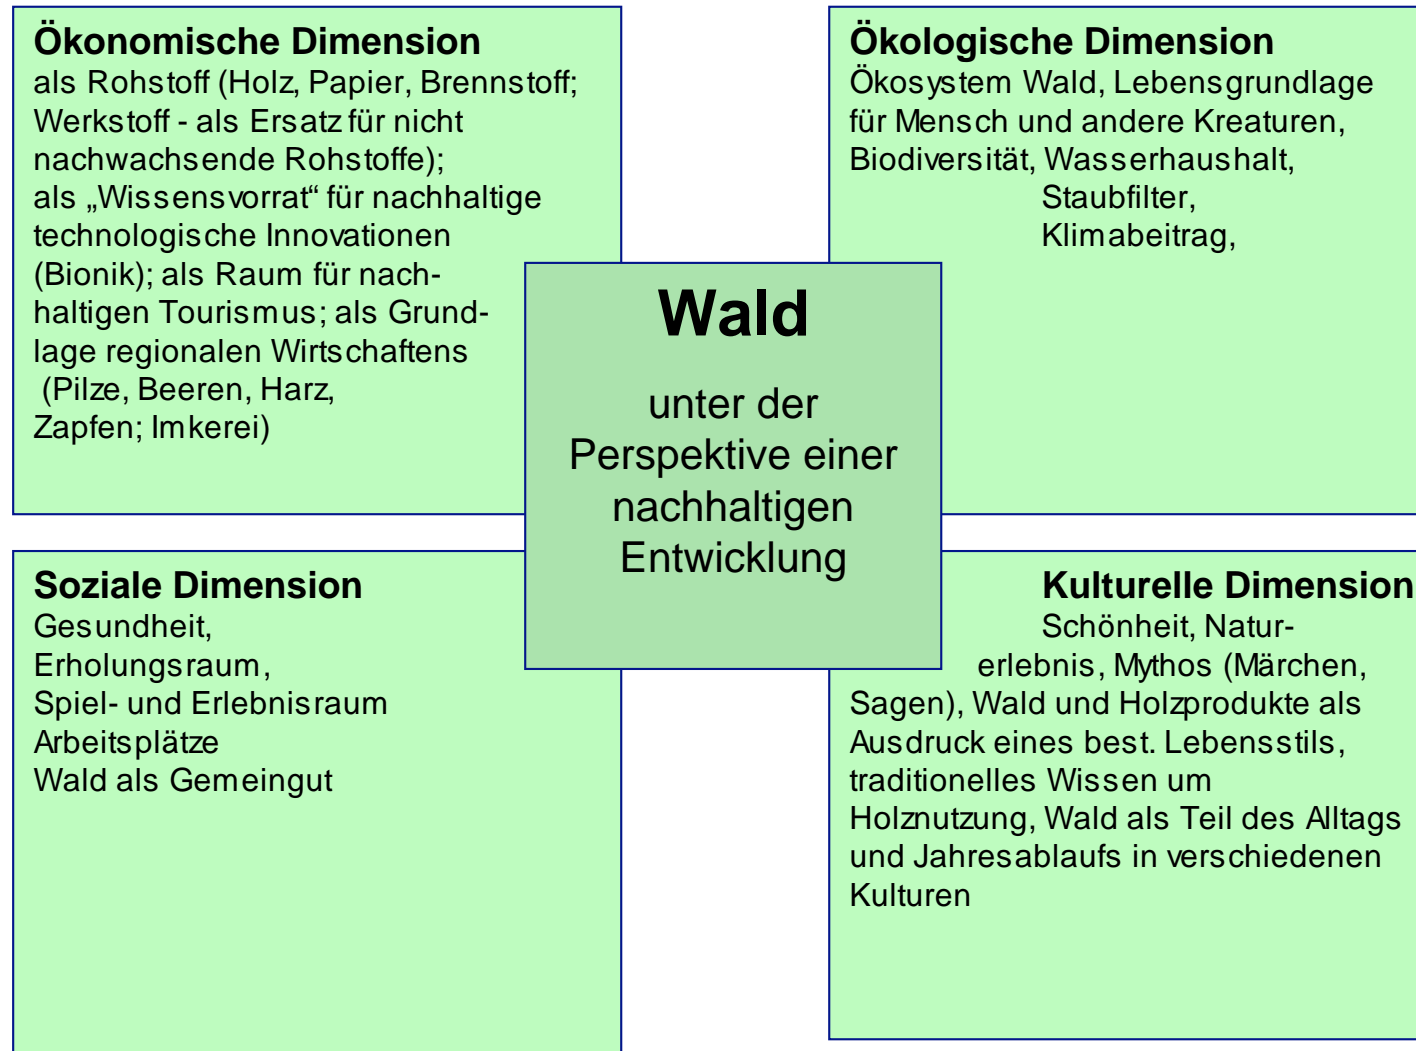 Ökonomische Dimension
als Rohstoff (Holz, Papier, Brennstoff;
Werkstoff - als Ersatz für nicht
nachwachsende Rohstoffe);
als „Wissensvorrat“ für nachhaltige
technologische Innovationen
(Bionik); als Raum für nach-
haltigen Tourismus; als Grund-
lage regionalen Wirtschaftens
(Pilze, Beeren, Harz,
Zapfen; Imkerei)
Ökologische Dimension
Ökosystem Wald, Lebensgrundlage
für Mensch und andere Kreaturen,
Biodiversität, Wasserhaushalt,
Staubfilter,
Klimabeitrag,
Wald
unter der
Perspektive einer
nachhaltigen
Entwicklung
Soziale Dimension
Gesundheit,
Erholungsraum,
Spiel- und Erlebnisraum
Arbeitsplätze
Wald als Gemeingut
Kulturelle Dimension
Schönheit, Natur-
erlebnis, Mythos (Märchen,
Sagen), Wald und Holzprodukte als
Ausdruck eines best. Lebensstils,
traditionelles Wissen um
Holznutzung, Wald als Teil des Alltags
und Jahresablaufs in verschiedenen
Kulturen